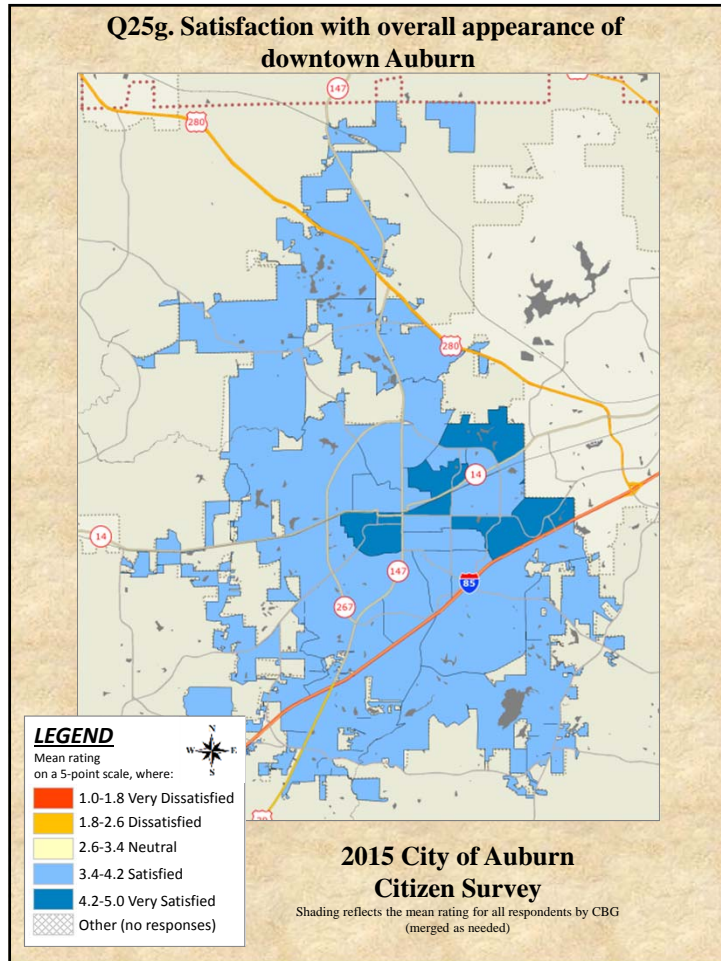 Q25g. Satisfaction with overall appearance of
downtown Auburn
147
280
280
14
14
147
85
267
LEGEND
Mean rating
on a 5-point scale, where:
N
W
E
S
1.0-1.8 Very Dissatisfied
1.8-2.6 Dissatisfied
2.6-3.4 Neutral
3.4-4.2 Satisfied
4.2-5.0 Very Satisfied
Other (no responses)
2015 City of Auburn
Citizen Survey
Shading reflects the mean rating for all respondents by CBG
(merged as needed)